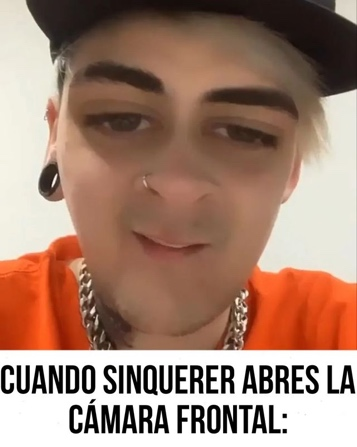 CUANDO SINQUERER ABRES LA
CÁMARA FRONTAL: